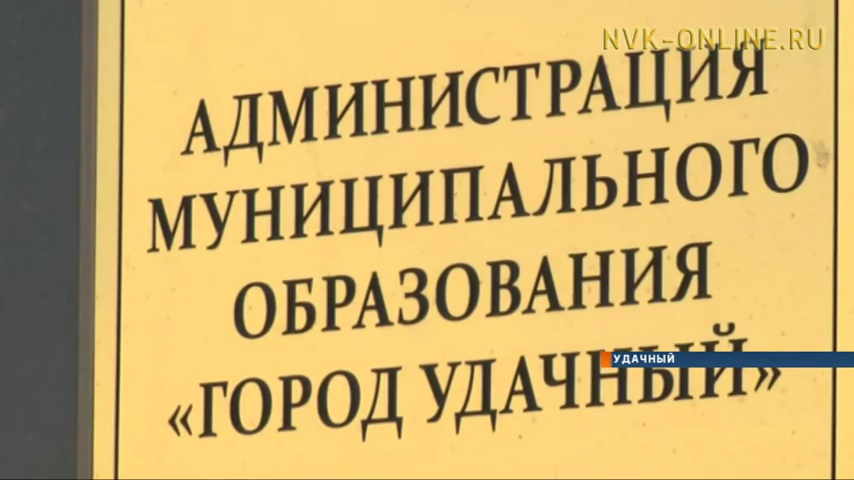 NVK-ONLINE.RU
АДМИНИСТРАЦИЯ
МУНИЦИПАЛЬНОГО
ОБРАЗОВАНИЯ
«ГОРОД УДАЧНЫЙ»
УДАЧНЫЙ